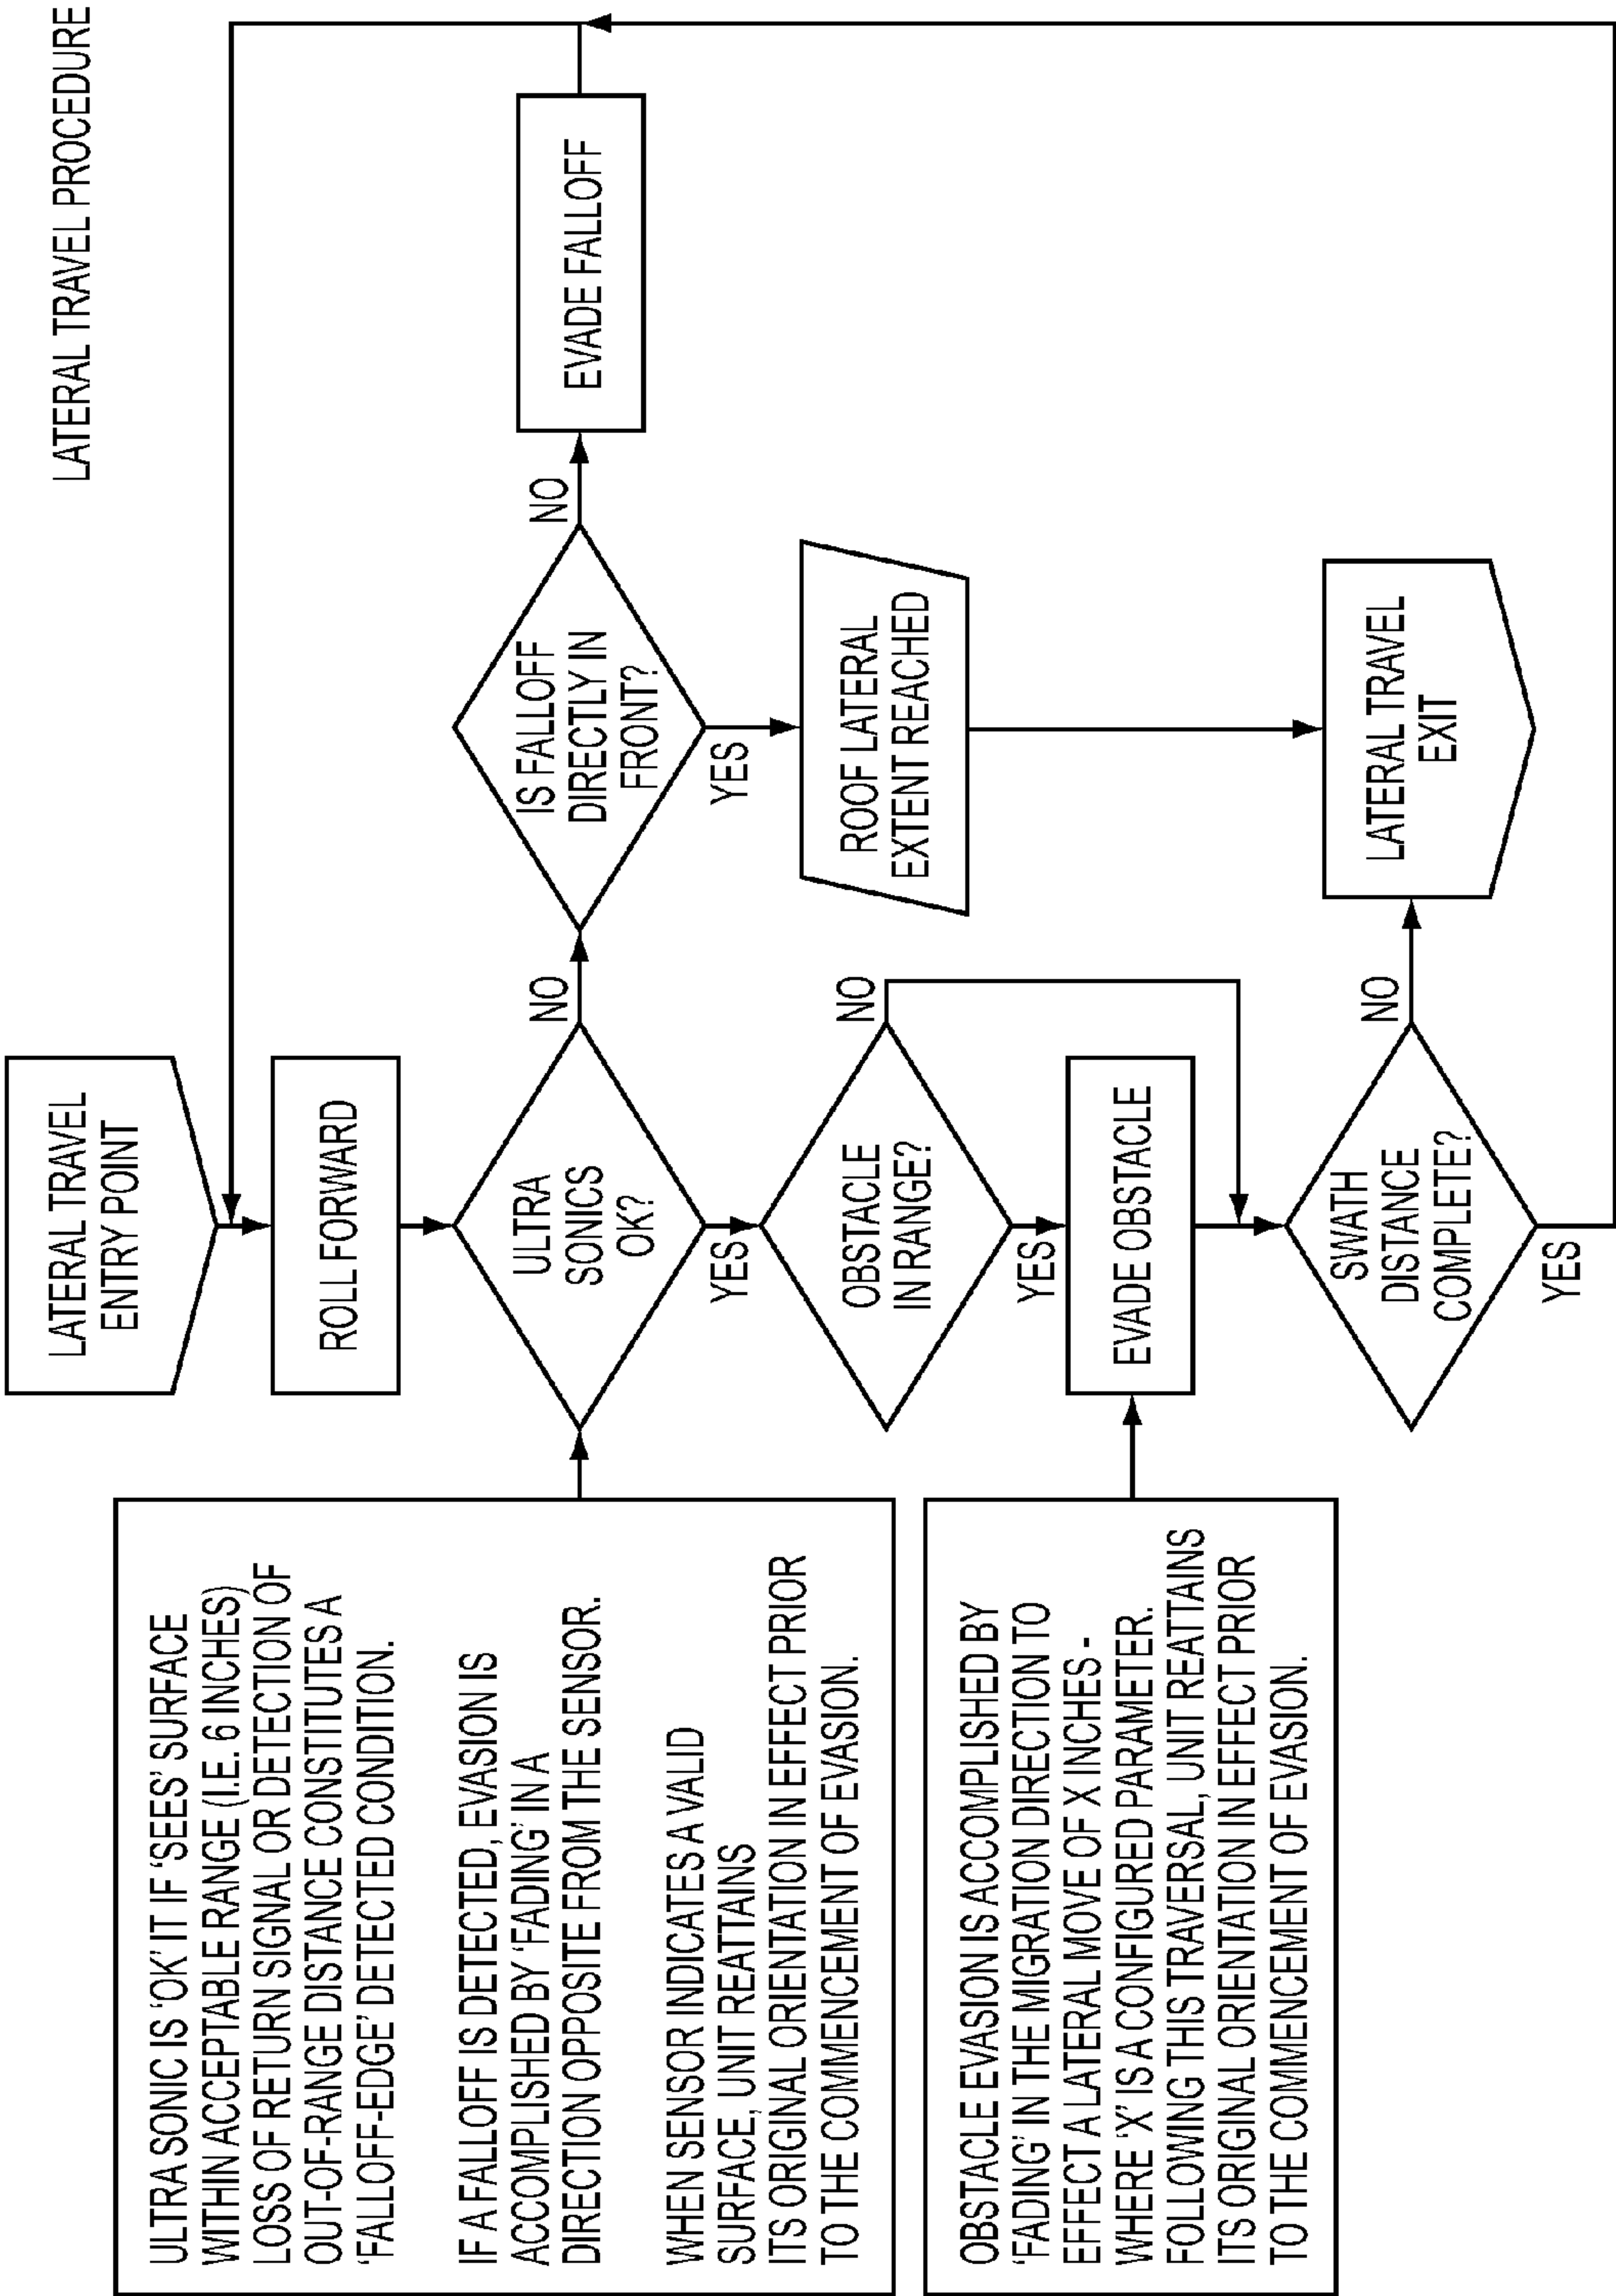 LATERAL TRAVEL PROCEDURE
LATERAL TRAVEL
ENTRY POINT
ROLL FORWARD
ULTRA SONIC IS 'OK' IT IF 'SEES' SURFACE
WITHIN ACCEPTABLE RANGE (I.E. 6 INCHES)
LOSS OF RETURN SIGNAL OR DETECTION OF
OUT-OF-RANGE DISTANCE CONSTITUTES A
'FALLOFF-EDGE' DETECTED CONDITION.
IF A FALLOFF IS DETECTED, EVASION IS
ACCOMPLISHED BY 'FADING' IN A
DIRECTION OPPOSITE FROM THE SENSOR.
WHEN SENSOR INDICATES A VALID
SURFACE, UNIT REATTAINS
ITS ORIGINAL ORIENTATION IN EFFECT PRIOR
TO THE COMMENCEMENT OF EVASION.
ULTRA
SONICS
OK?
NO
YES
IS FALLOFF
DIRECTLY IN
FRONT?
NO
YES
EVADE FALLOFF
OBSTACLE
IN RANGE?
NO
YES
ROOF LATERAL
EXTENT REACHED
OBSTACLE EVASION IS ACCOMPLISHED BY
'FADING' IN THE MIGRATION DIRECTION TO
EFFECT A LATERAL MOVE OF X INCHES -
WHERE 'X' IS A CONFIGURED PARAMETER.
FOLLOWING THIS TRAVERSAL, UNIT REATTAINS
ITS ORIGINAL ORIENTATION IN EFFECT PRIOR
TO THE COMMENCEMENT OF EVASION.
EVADE OBSTACLE
SWATH
DISTANCE
COMPLETE?
NO
YES
LATERAL TRAVEL
EXIT